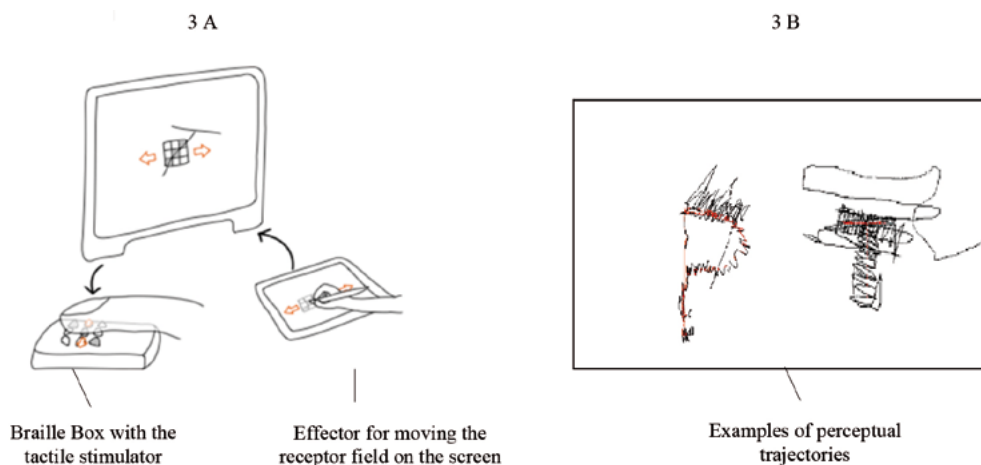 3 A
3 B
Braille Box with the
tactile stimulator
Effector for moving the
receptor field on the screen
Examples of perceptual
trajectories